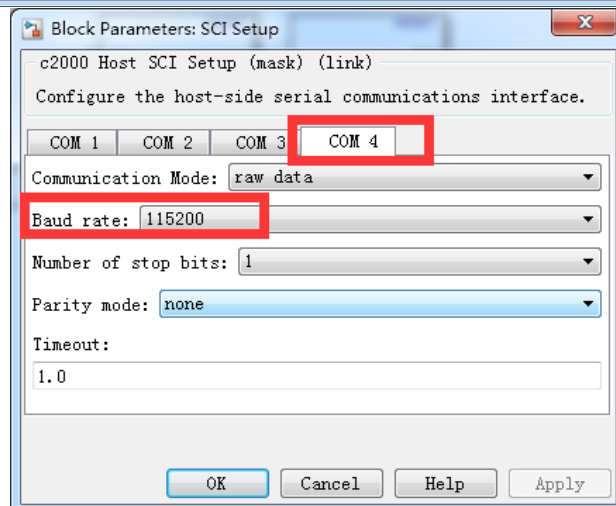 Block Parameters: SCI Setup
c2000 Host SCI Setup (mask) (link)
Configure the host-side serial communications interface.
COM 1 COM 2 COM 3 COM 4
Communication Mode: raw data
Baud rate: 115200
Number of stop bits: 1
Parity mode: none
Timeout:
1.0
OK Cancel Help Apply